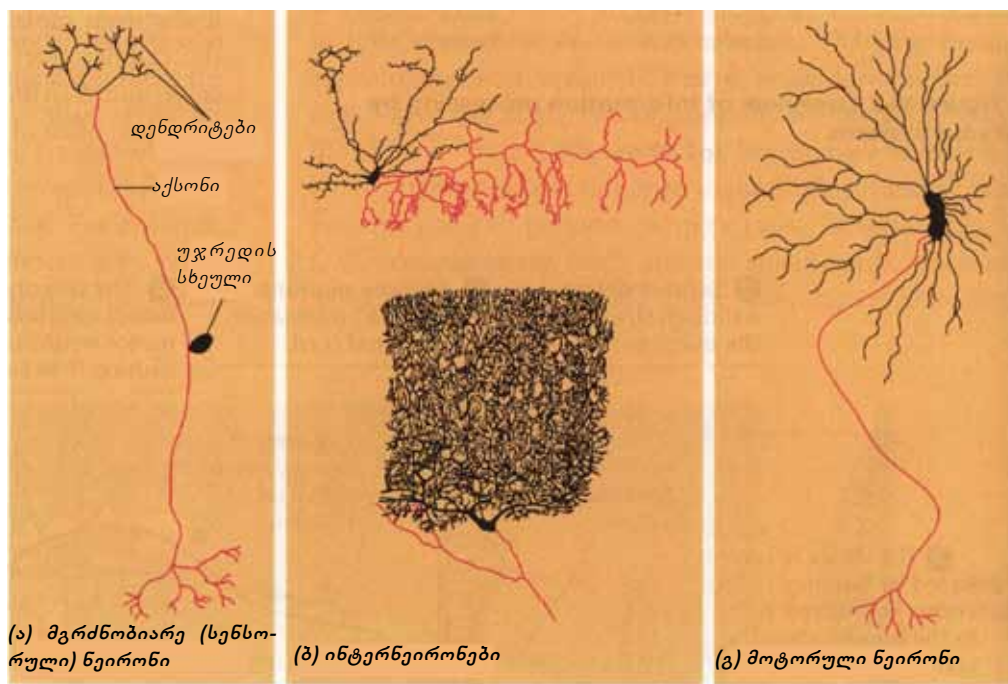 დენდრიტები
აქსონი
უჯრედის
სხეული
(ა) მგრძნობიარე (სენსო-
რული) ნეირონი
(ბ) ინტერნეირონები
(გ) მოტორული ნეირონი